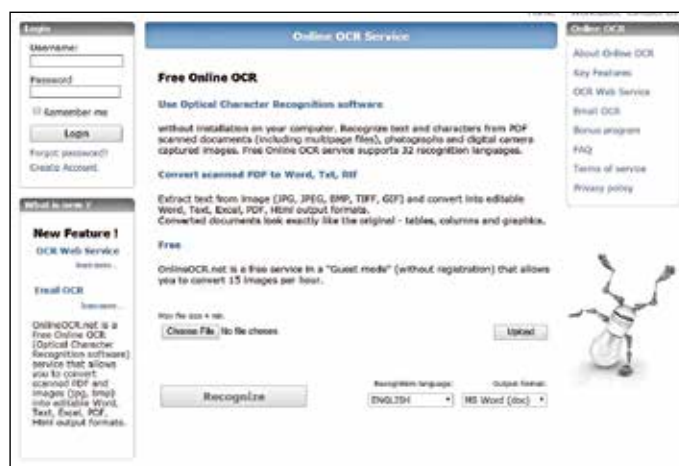 Login
Username:
Password
Remember me
Login
Forgot password?
Create Account
What is new ?
New Feature !
OCR Web Service
learn more...
Email OCR
learn more...
OnlineOCR.net is a
Free Online OCR
(Optical Character
Recognition software)
service that allows
you to convert
scanned PDF and
images (jpg, bmp)
into editable Word,
Text, Excel, PDF,
Html output formats.
Online OCR Service
Free Online OCR
Use Optical Character Recognition software
without installation on your computer. Recognize text and characters from PDF
scanned documents (including multipage files), photographs and digital camera
captured images. Free Online OCR service supports 32 recognition languages.
Convert scanned PDF to Word, Txt, Rtf
Extract text from image (JPG, JPEG, BMP, TIFF, GIF) and convert into editable
Word, Text, Excel, PDF, Html output formats.
Converted documents look exactly like the original - tables, columns and graphics.
Free
OnlineOCR.net is a free service in a "Guest mode" (without registration) that allows
you to convert 15 images per hour.
Max file size 4 mb.
Choose File No file chosen
Upload
Recognize
Recognition language:
ENGLISH
Output format:
MS Word (doc)
Online OCR
About Online OCR
Key Features
OCR Web Service
Email OCR
Bonus program
FAQ
Terms of service
Privacy policy